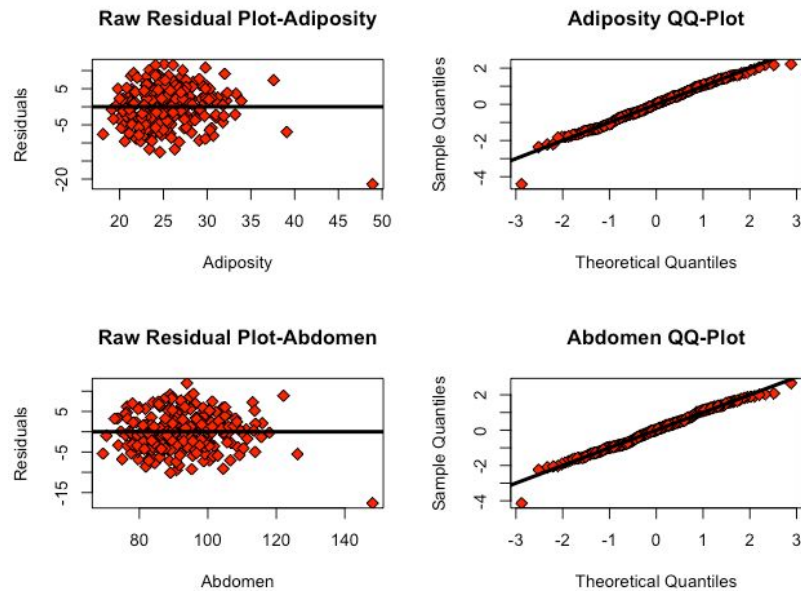 Raw Residual Plot-Adiposity
Residuals
5
-5
-20
20 25 30 35 40 45 50
Adiposity
Adiposity QQ-Plot
Sample Quantiles
2
0
-2
-4
-3 -2 -1 0 1 2 3
Theoretical Quantiles
Raw Residual Plot-Abdomen
Residuals
5
-5
-15
80 100 120 140
Abdomen
Abdomen QQ-Plot
Sample Quantiles
2
0
-2
-4
-3 -2 -1 0 1 2 3
Theoretical Quantiles